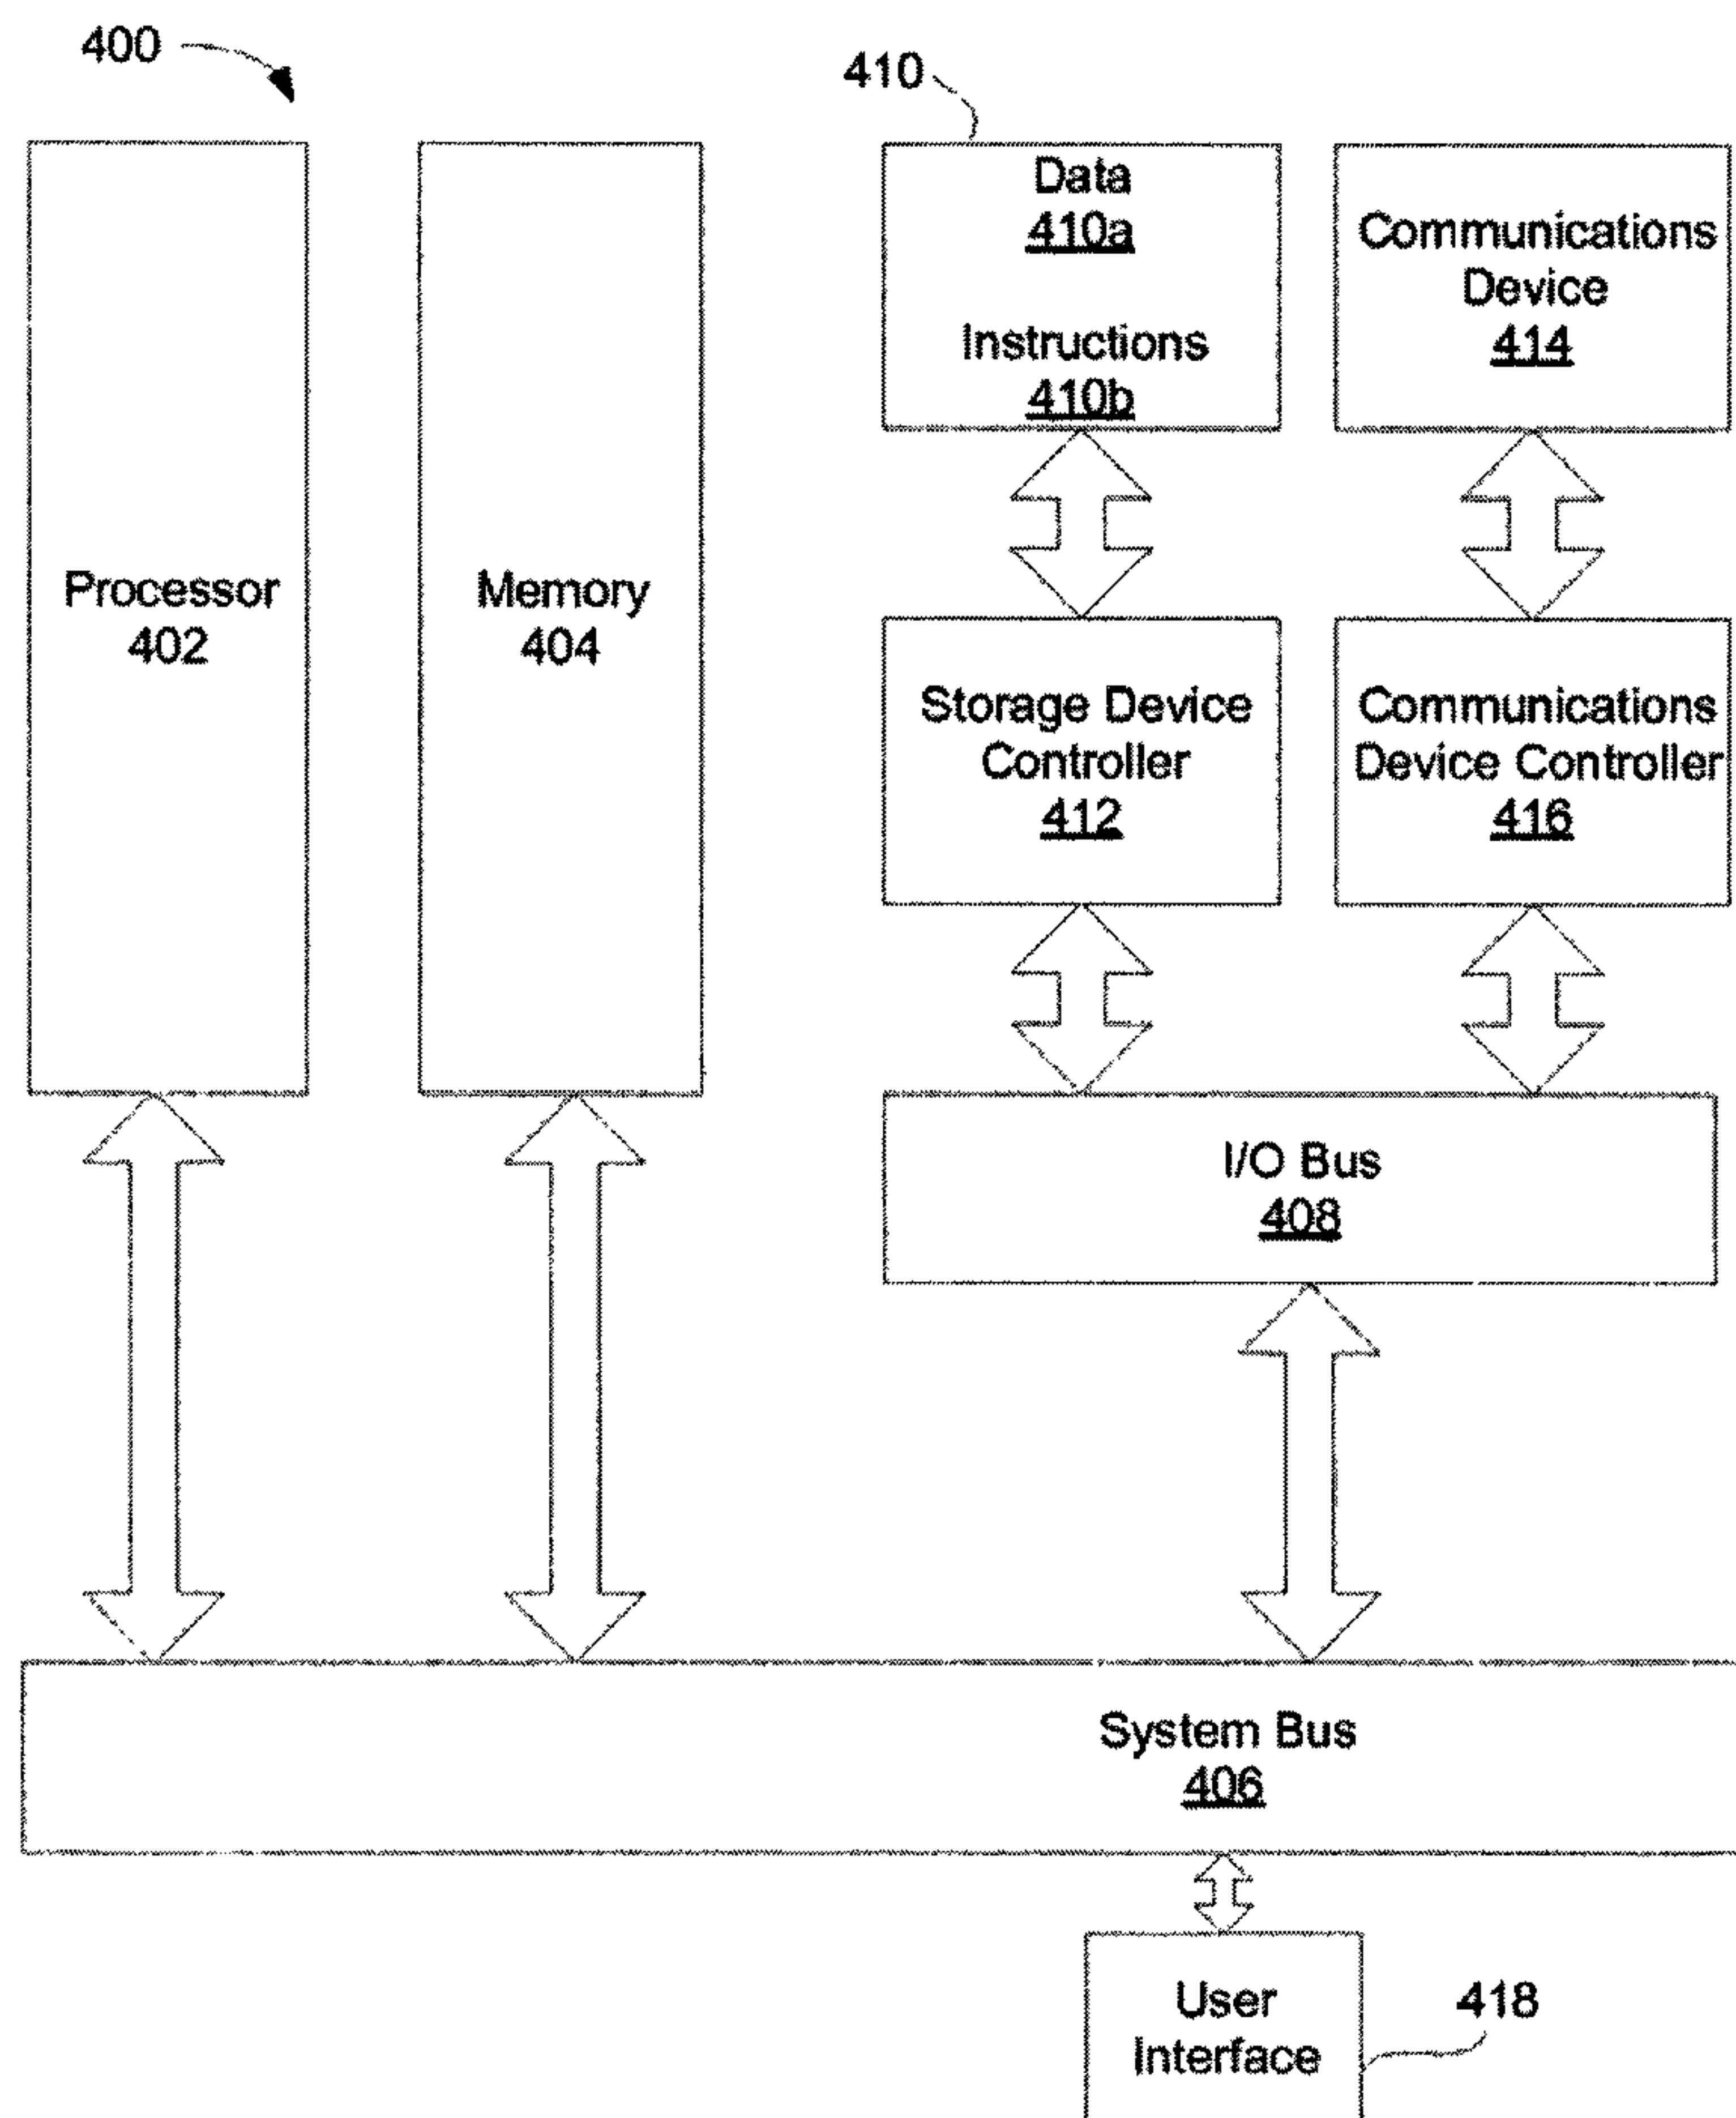 400
410
Data
410a
Instructions
410b
Communications
Device
414
Processor
402
Memory
404
Storage Device
Controller
412
Communications
Device Controller
416
I/O Bus
408
System Bus
406
User
Interface
418